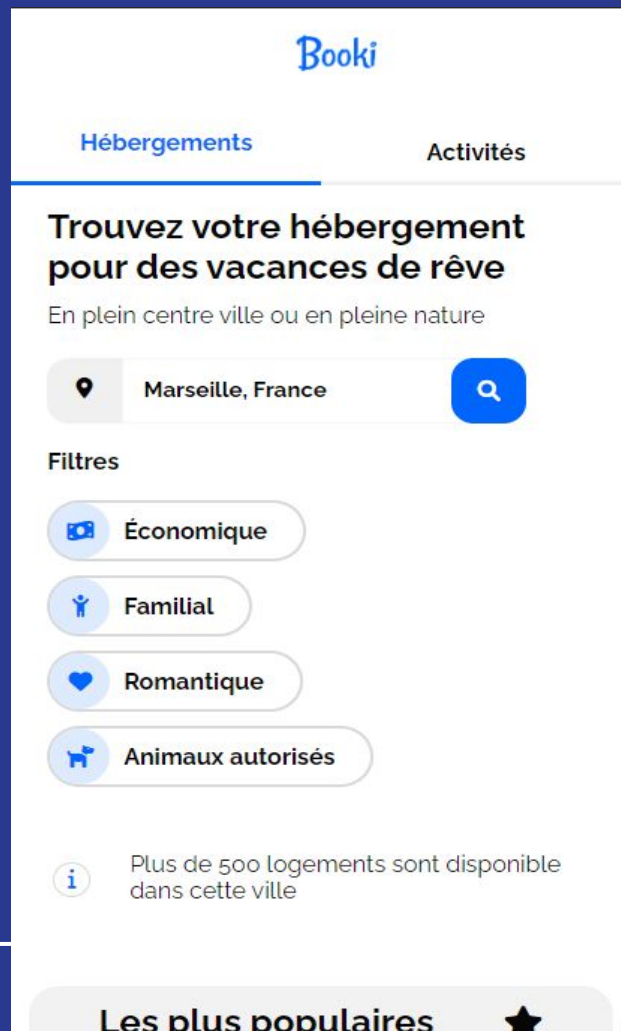 Booki
Hébergements
Activités
Trouvez votre hébergement
pour des vacances de rêve
En plein centre ville ou en pleine nature
Marseille, France
Filtres
Économique
Familial
Romantique
Animaux autorisés
i
Plus de 500 logements sont disponible
dans cette ville
Les plus populaires